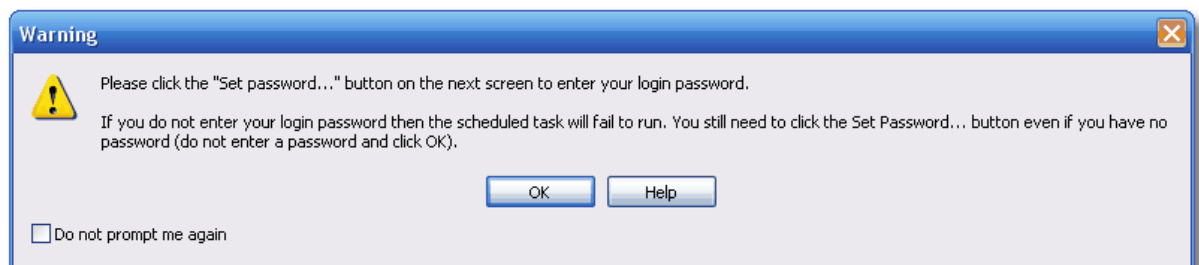 Warning
Please click the "Set password..." button on the next screen to enter your login password.
If you do not enter your login password then the scheduled task will fail to run. You still need to click the Set Password... button even if you have no
password (do not enter a password and click OK).
OK Help
Do not prompt me again